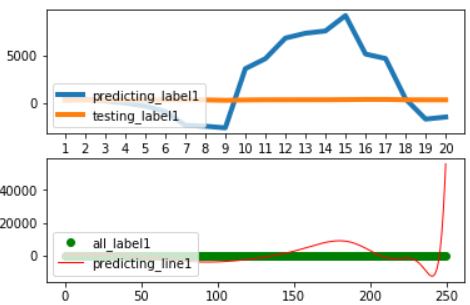 5000
0
predicting_label1
testing_label1
1 2 3 4 5 6 7 8 9 10 11 12 13 14 15 16 17 18 19 20
40000
20000
0
all_label1
predicting_line1
0 50 100 150 200 250